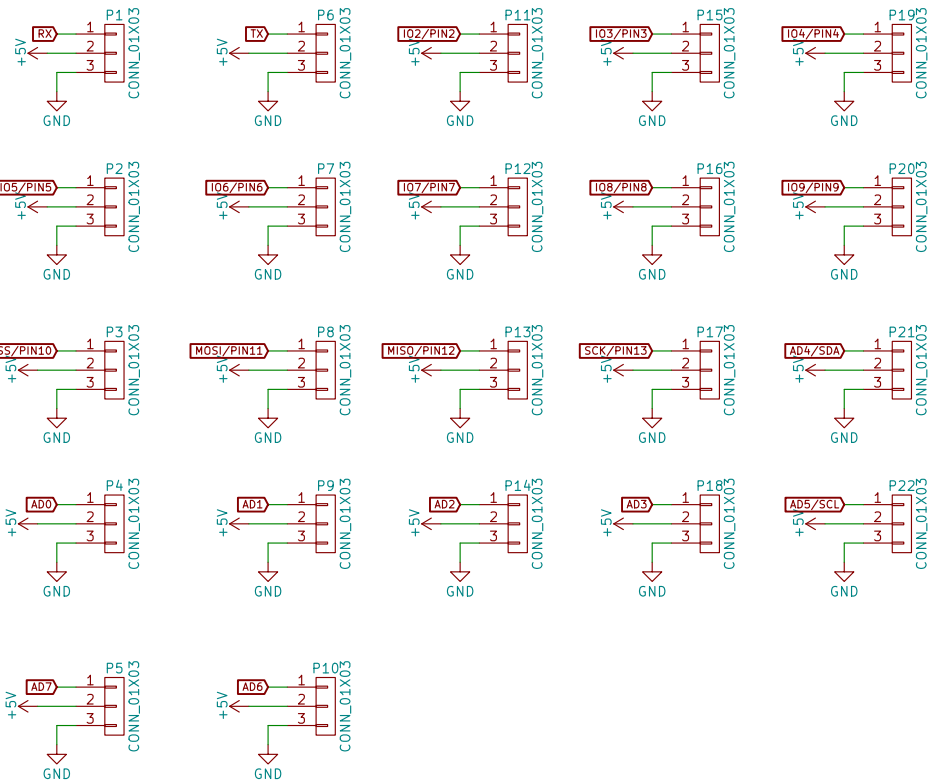 P1 P6 P11 P15 P19
RX 1 TX 1 IO2/PIN2 1 IO3/PIN3 1 IO4/PIN4 1
+5V 2 +5V 2 +5V 2 +5V 2 +5V 2
3 3 3 3 3
CONN_01X03 CONN_01X03 CONN_01X03 CONN_01X03 CONN_01X03
GND GND GND GND GND
P2 P7 P12 P16 P20
IO5/PIN5 1 IO6/PIN6 1 IO7/PIN7 1 IO8/PIN8 1 IO9/PIN9 1
+5V 2 +5V 2 +5V 2 +5V 2 +5V 2
3 3 3 3 3
CONN_01X03 CONN_01X03 CONN_01X03 CONN_01X03 CONN_01X03
GND GND GND GND GND
P3 P8 P13 P17 P21
SS/PIN10 1 MOSI/PIN11 1 MISO/PIN12 1 SCK/PIN13 1 AD4/SDA 1
+5V 2 +5V 2 +5V 2 +5V 2 +5V 2
3 3 3 3 3
CONN_01X03 CONN_01X03 CONN_01X03 CONN_01X03 CONN_01X03
GND GND GND GND GND
P4 P9 P14 P18 P22
AD0 1 AD1 1 AD2 1 AD3 1 AD5/SCL 1
+5V 2 +5V 2 +5V 2 +5V 2 +5V 2
3 3 3 3 3
CONN_01X03 CONN_01X03 CONN_01X03 CONN_01X03 CONN_01X03
GND GND GND GND GND
P5 P10
AD7 1 AD6 1
+5V 2 +5V 2
3 3
CONN_01X03 CONN_01X03
GND GND